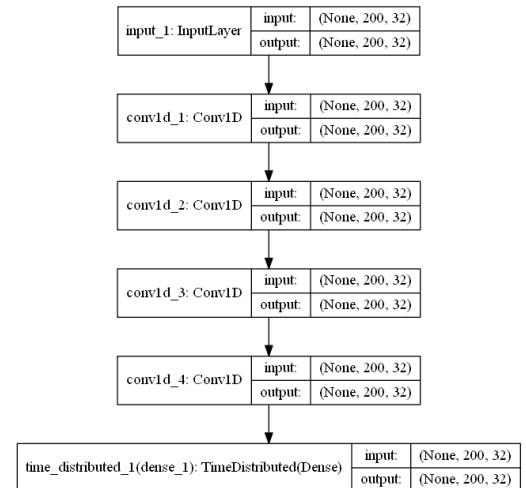 input_1: InputLayer input: (None, 200, 32)
output: (None, 200, 32)
conv1d_1: Conv1D input: (None, 200, 32)
output: (None, 200, 32)
conv1d_2: Conv1D input: (None, 200, 32)
output: (None, 200, 32)
conv1d_3: Conv1D input: (None, 200, 32)
output: (None, 200, 32)
conv1d_4: Conv1D input: (None, 200, 32)
output: (None, 200, 32)
time_distributed_1(dense_1): TimeDistributed(Dense) input: (None, 200, 32)
output: (None, 200, 32)